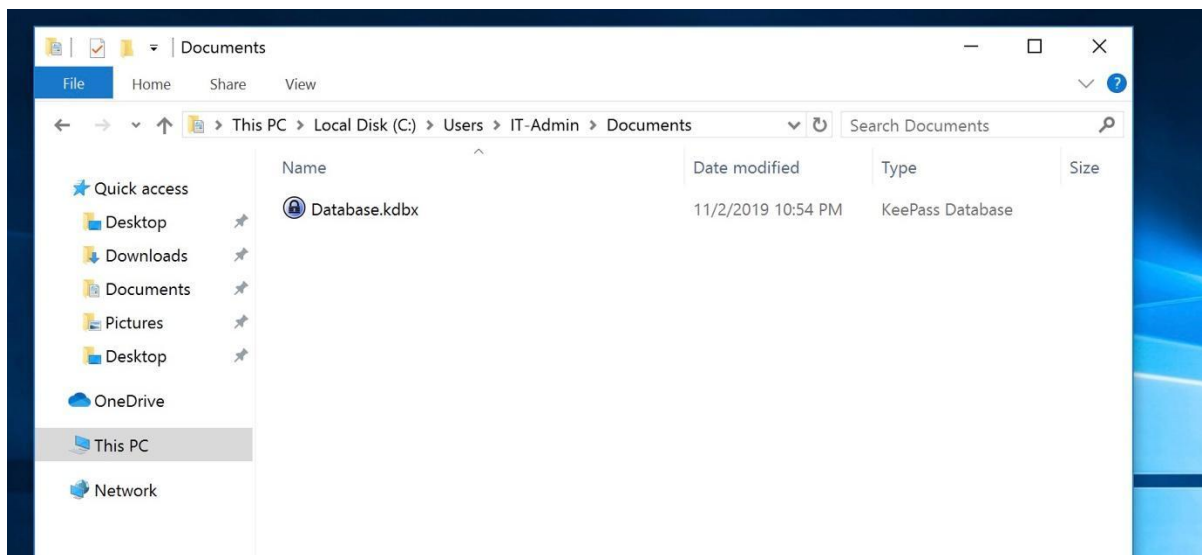 Documents
File Home Share View
This PC > Local Disk (C:) > Users > IT-Admin > Documents Search Documents
Name Date modified Type Size
Quick access
Database.kdbx 11/2/2019 10:54 PM KeePass Database
Desktop
Downloads
Documents
Pictures
Desktop
OneDrive
This PC
Network